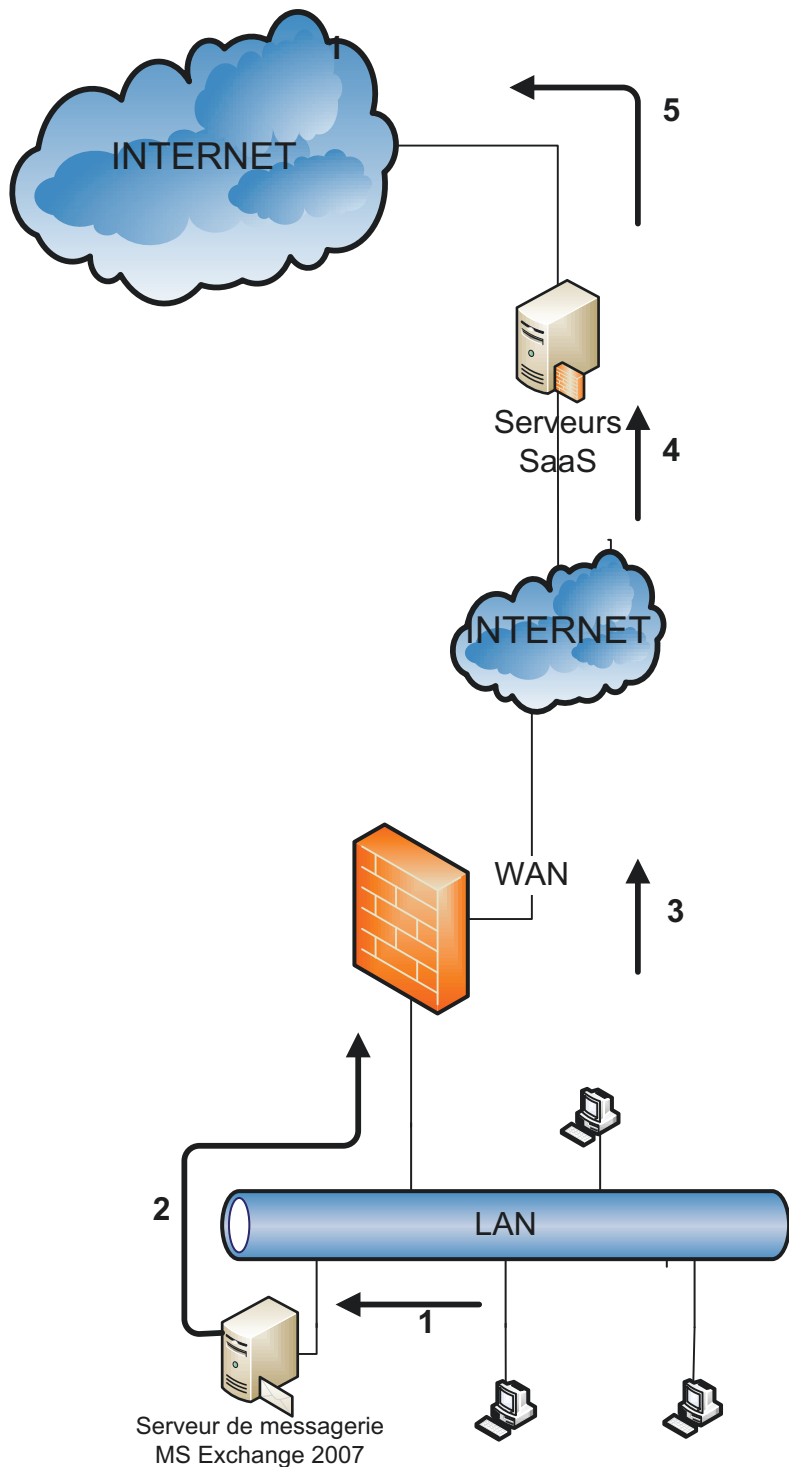 INTERNET
5
Serveurs
SaaS
4
INTERNET
WAN
3
2
LAN
1
Serveur de messagerie
MS Exchange 2007